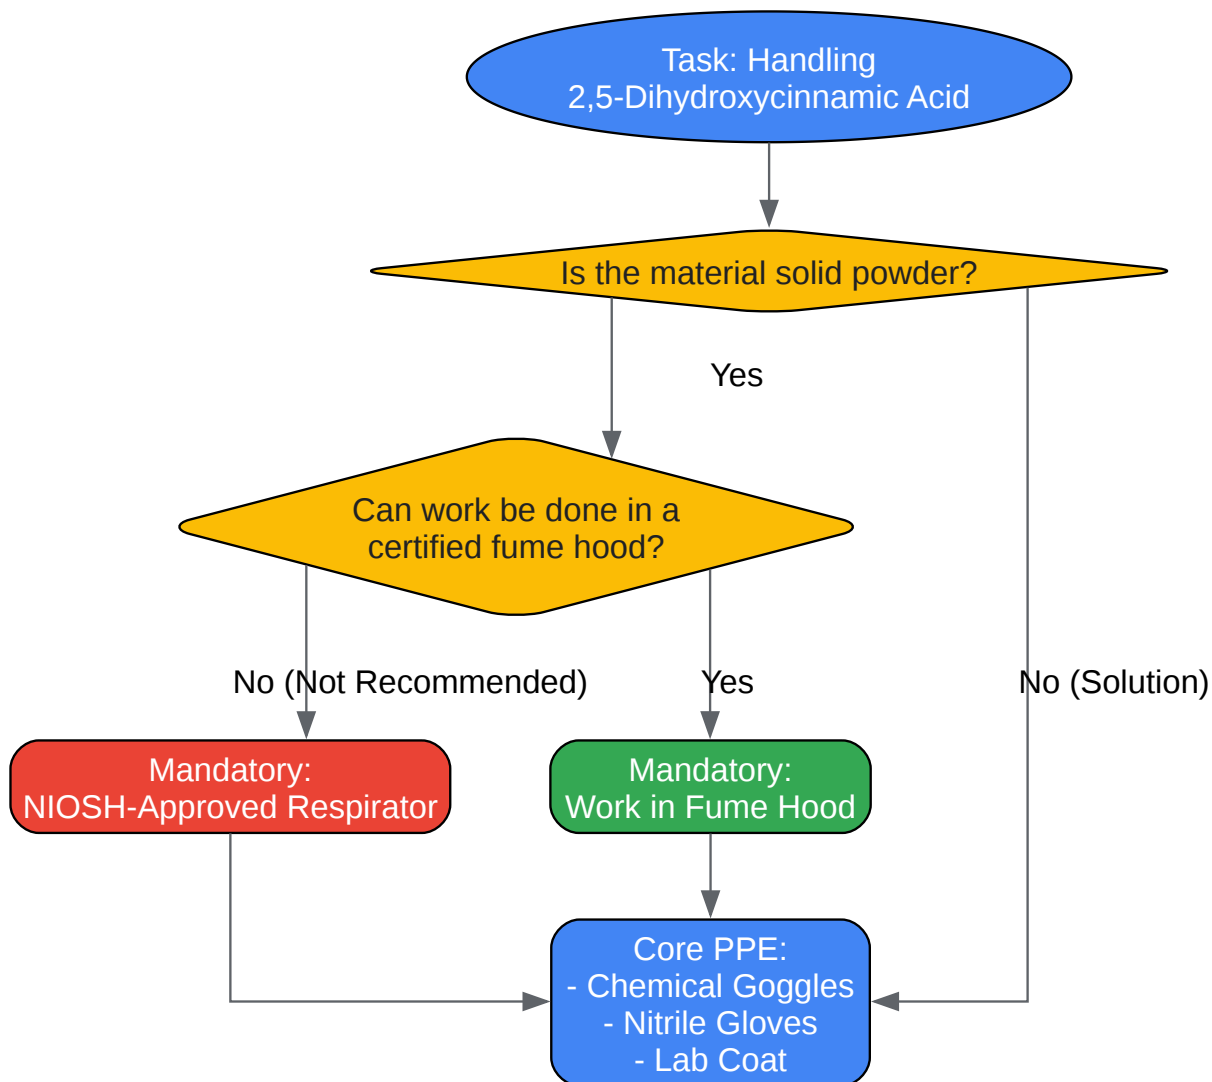 Task: Handling
2,5-Dihydroxycinnamic Acid
Is the material solid powder?
Yes
Can work be done in a
certified fume hood?
No (Not Recommended)
Yes
No (Solution)
Mandatory:
NIOSH-Approved Respirator
Mandatory:
Work in Fume Hood
Core PPE:
- Chemical Goggles
- Nitrile Gloves
- Lab Coat